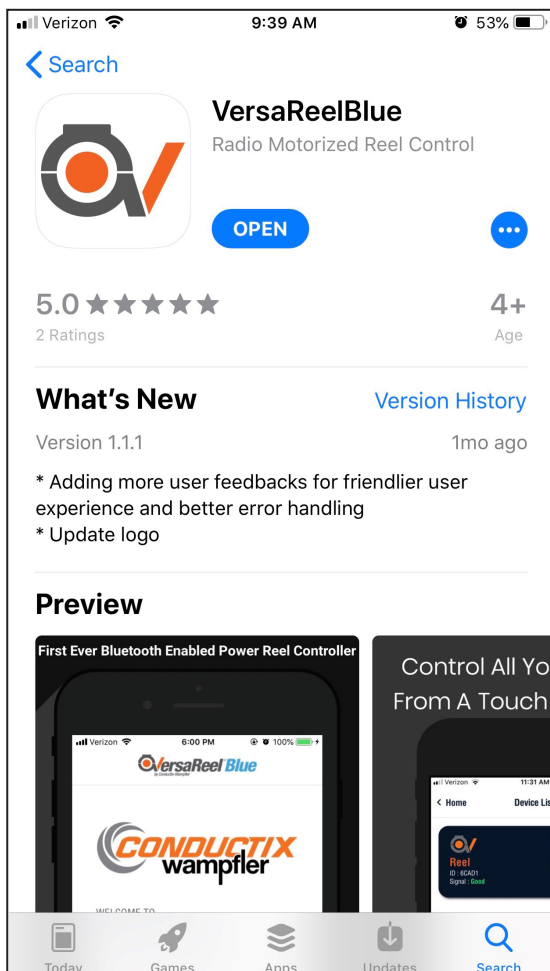 Verizon 9:39 AM 53%
Search
VersaReelBlue
Radio Motorized Reel Control
OPEN
5.0 4+
2 Ratings Age
What's New Version History
Version 1.1.1 1mo ago
* Adding more user feedbacks for friendlier user
experience and better error handling
* Update logo
Preview
First Ever Bluetooth Enabled Power Reel Controller
Verizon 6:00 PM 100%
VersaReel Blue
by Conductix-Wampfler
CONDUCTIX
wampfler
WELCOME TO
Control All Yo
From A Touch
Verizon 11:31 AM
Home Device Lis
Reel
ID : 6CAD1
Signal : Good
Today Games Apps Updates Search